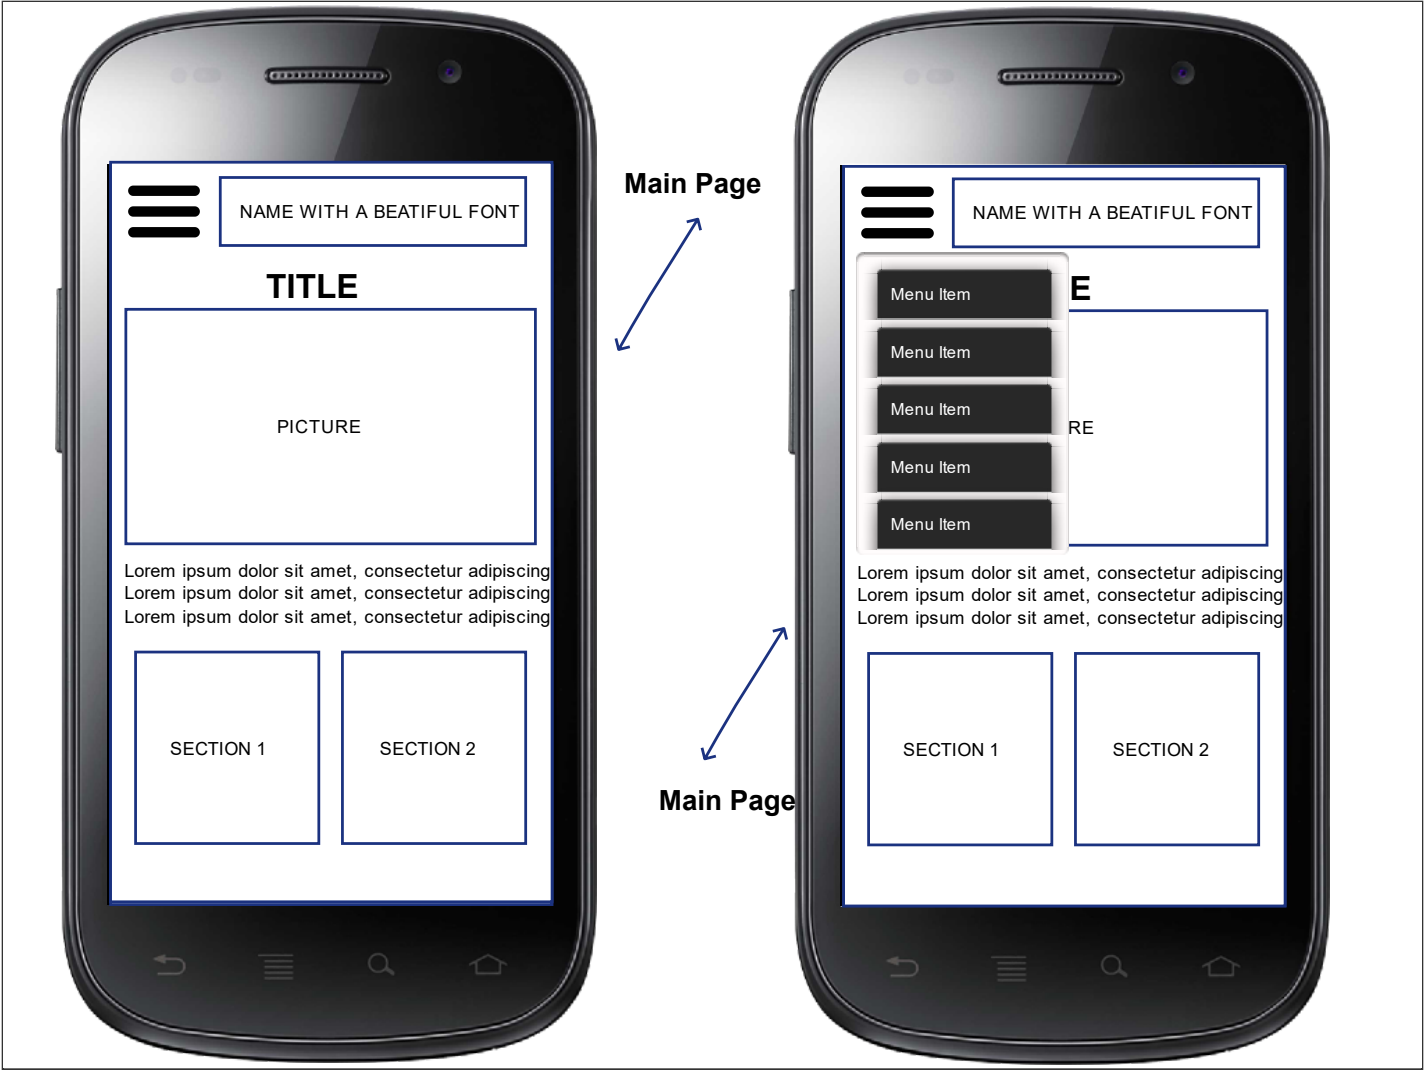 NAME WITH A BEATIFUL FONT
TITLE
PICTURE
Lorem ipsum dolor sit amet, consectetur adipiscing
Lorem ipsum dolor sit amet, consectetur adipiscing
Lorem ipsum dolor sit amet, consectetur adipiscing
SECTION 1
SECTION 2
Main Page
Main Page
NAME WITH A BEATIFUL FONT
E
Menu Item
Menu Item
Menu Item
RE
Menu Item
Menu Item
Lorem ipsum dolor sit amet, consectetur adipiscing
Lorem ipsum dolor sit amet, consectetur adipiscing
Lorem ipsum dolor sit amet, consectetur adipiscing
SECTION 1
SECTION 2